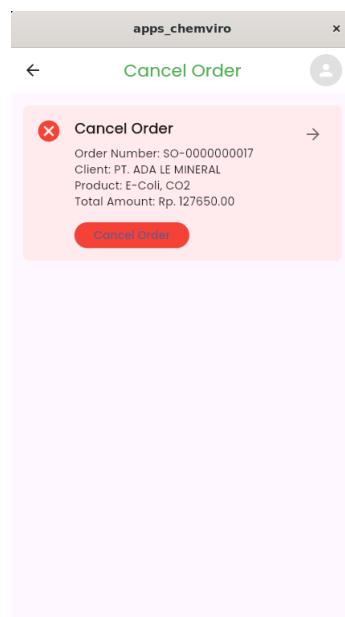 apps_chemviro
Cancel Order
Cancel Order
Order Number: SO-0000000017
Client: PT. ADA LE MINERAL
Product: E-Coli, CO2
Total Amount: Rp. 127650.00
Cancel Order